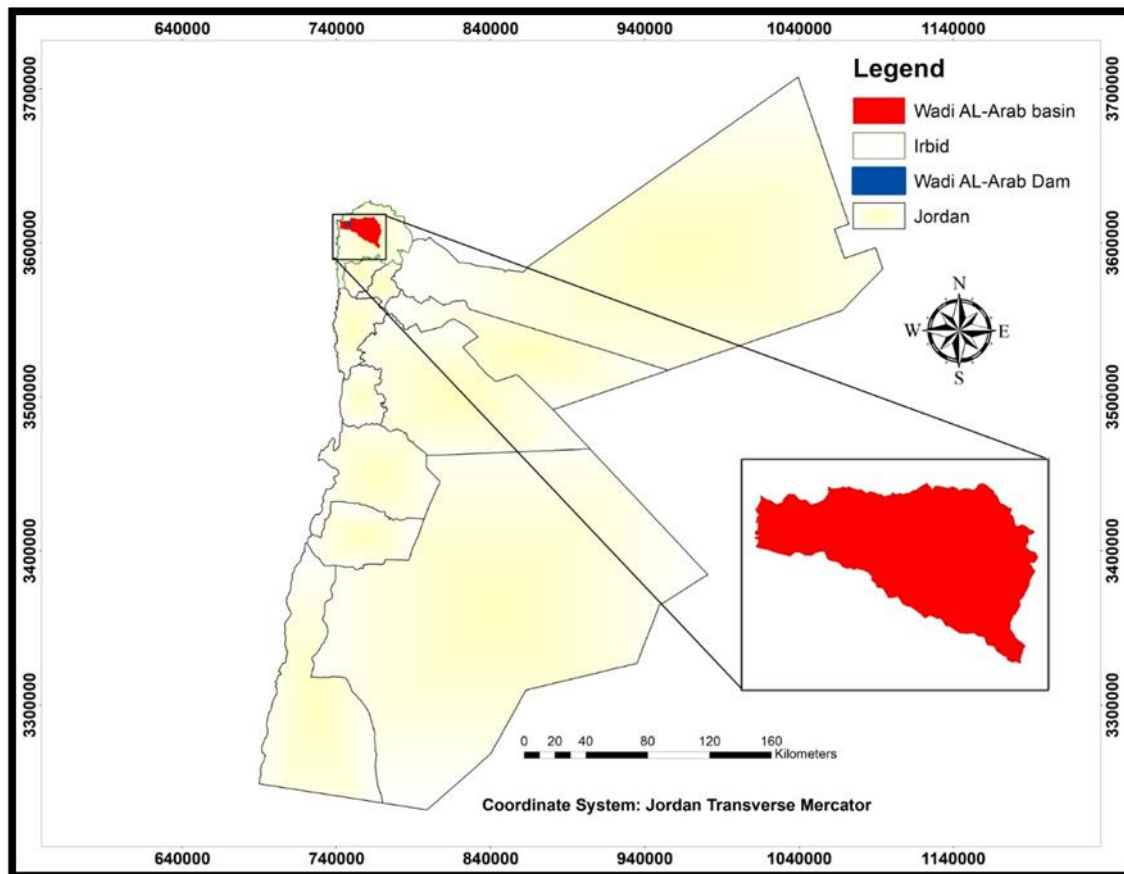 640000 740000 840000 940000 1040000 1140000
3700000
3600000
3500000
3400000
3300000
Legend
Wadi AL-Arab basin
Irbid
Wadi AL-Arab Dam
Jordan
N
W E
S
3700000
3600000
3500000
3400000
3300000
0 20 40 80 120 160
Kilometers
Coordinate System: Jordan Transverse Mercator
640000 740000 840000 940000 1040000 1140000